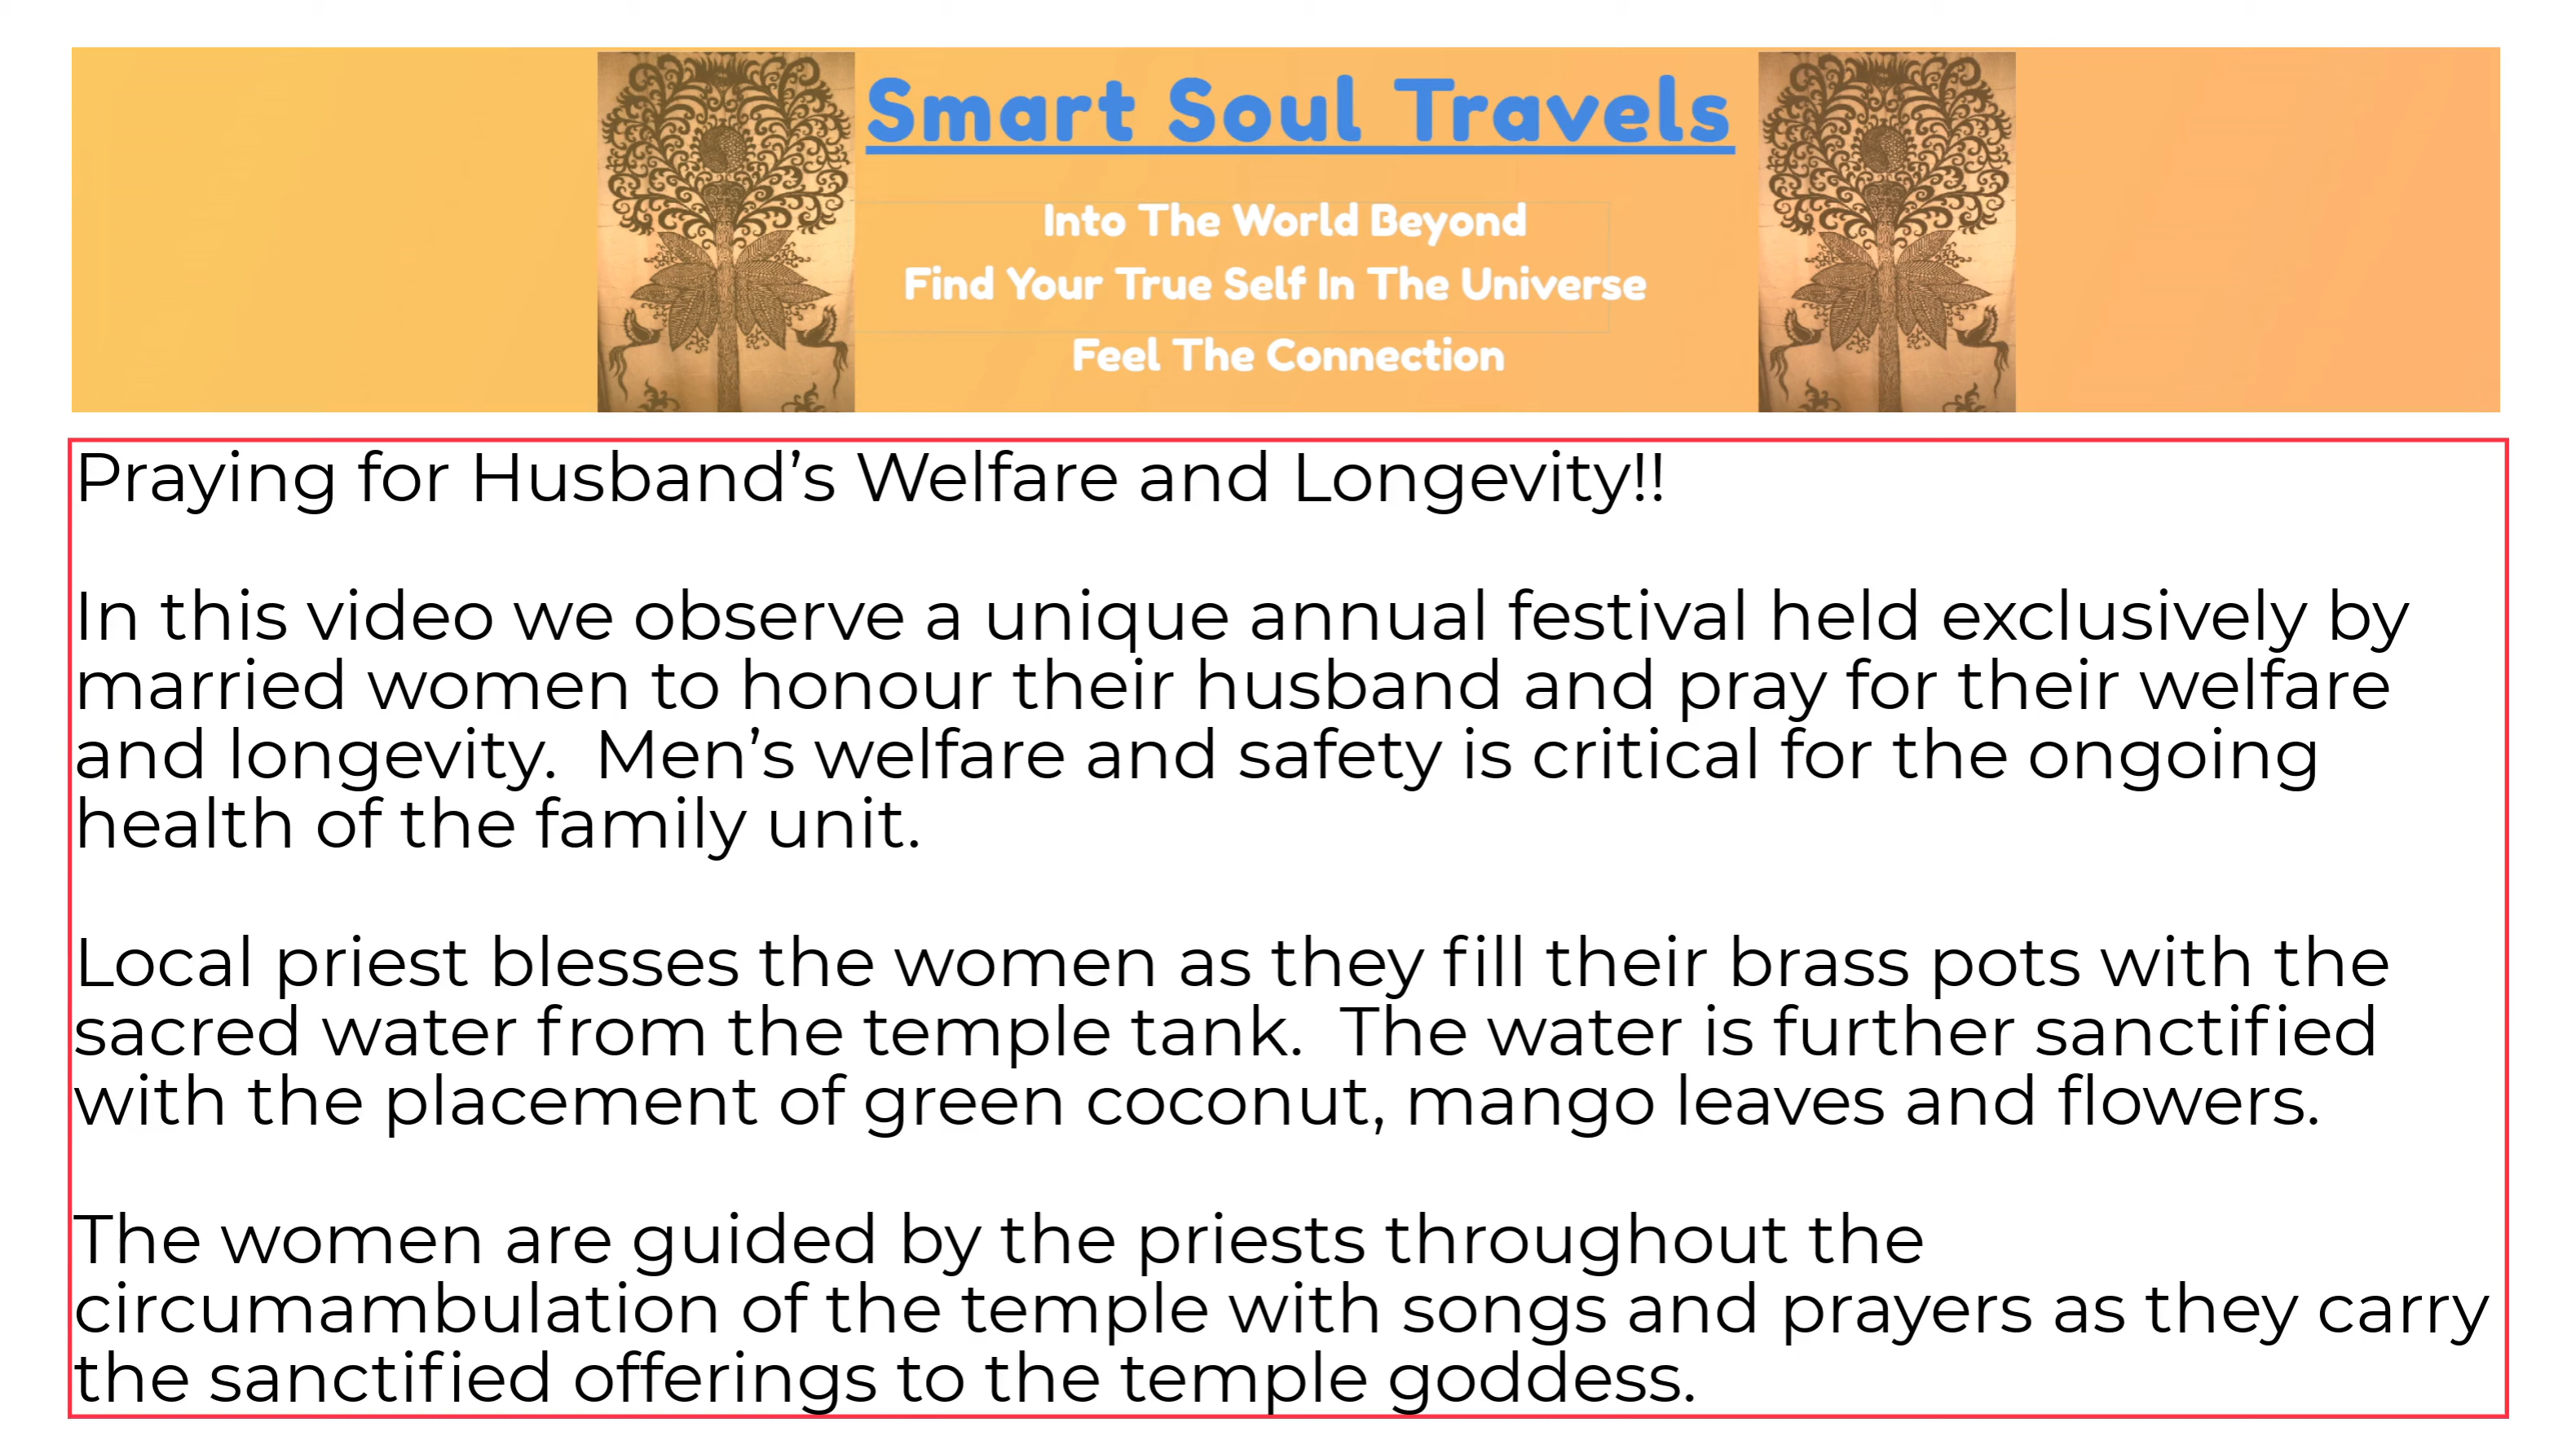 Smart Soul Travels
Into The World Beyond
Find Your True Self In The Universe
Feel The Connection
Praying for Husband’s Welfare and Longevity!!
In this video we observe a unique annual festival held exclusively by
married women to honour their husband and pray for their welfare
and longevity.  Men’s welfare and safety is critical for the ongoing
health of the family unit.
Local priest blesses the women as they fill their brass pots with the
sacred water from the temple tank.  The water is further sanctified
with the placement of green coconut, mango leaves and flowers.
The women are guided by the priests throughout the
circumambulation of the temple with songs and prayers as they carry
the sanctified offerings to the temple goddess.